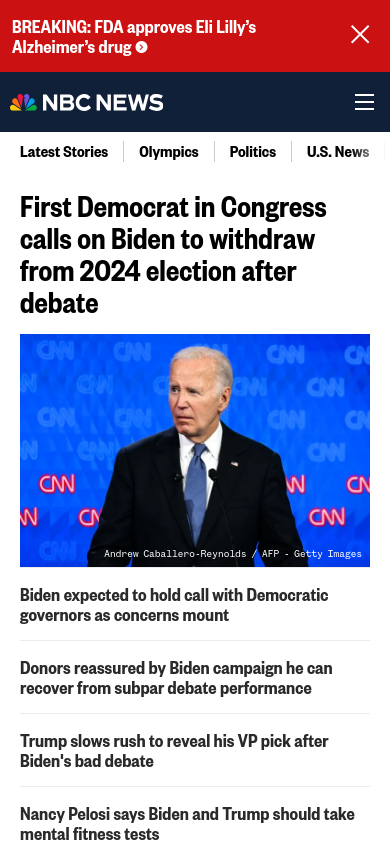 BREAKING: FDA approves Eli Lilly’s
Alzheimer’s drug
NBC NEWS
Latest Stories
Olympics
Politics
U.S. News
First Democrat in Congress
calls on Biden to withdraw
from 2024 election after
debate
CNN CNN CNN CNN
CNN CNN
CNN
CNN
CNN
CNN
Andrew Caballero-Reynolds / AFP - Getty Images
Biden expected to hold call with Democratic
governors as concerns mount
Donors reassured by Biden campaign he can
recover from subpar debate performance
Trump slows rush to reveal his VP pick after
Biden's bad debate
Nancy Pelosi says Biden and Trump should take
mental fitness tests